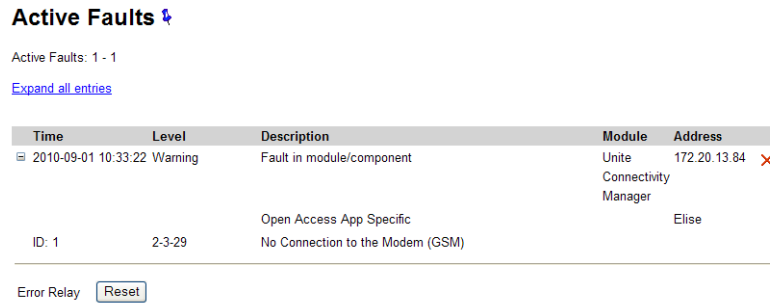 Active Faults
Active Faults: 1 - 1
Expand all entries
Time Level Description Module Address
2010-09-01 10:33:22 Warning Fault in module/component Unite 172.20.13.84
Connectivity
Manager
Open Access App Specific Elise
ID: 1 2-3-29 No Connection to the Modem (GSM)
Error Relay Reset